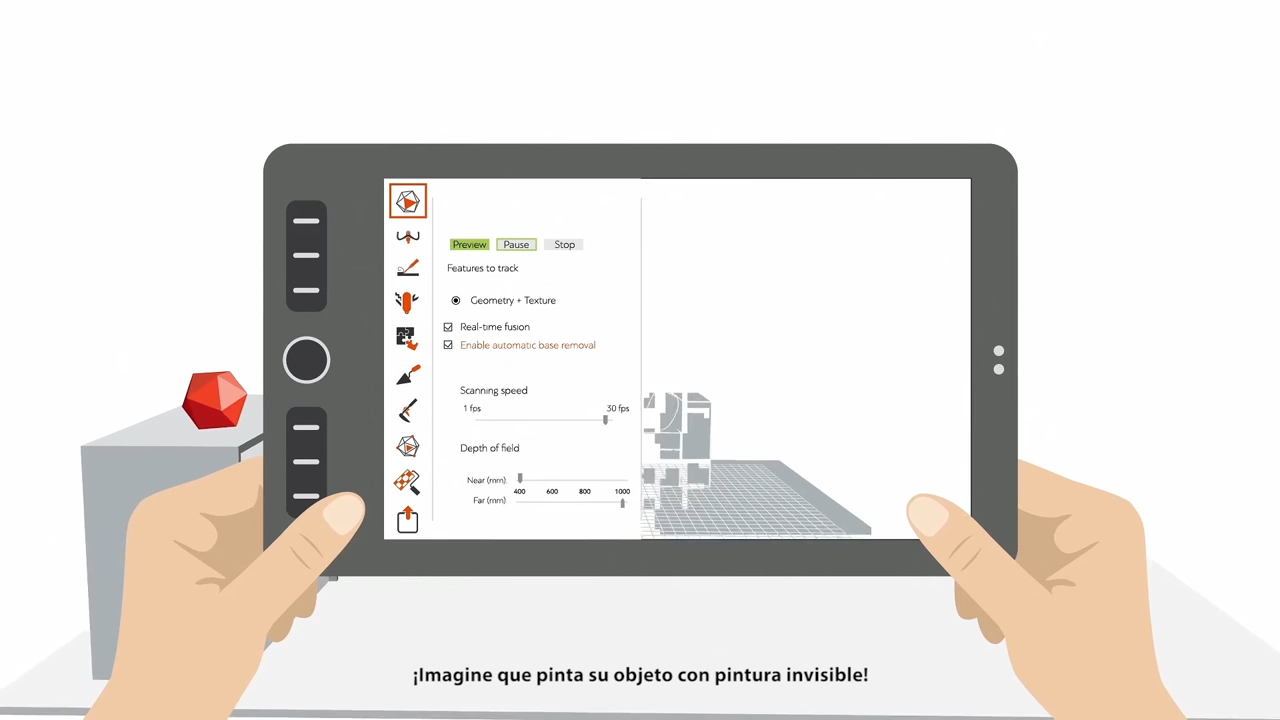 Preview Pause Stop
Features to track
Geometry + Texture
Real-time fusion
Enable automatic base removal
Scanning speed
1 fps 30 fps
Depth of field
Near (mm)
400 600 800 1000
Far (mm)
¡Imagine que pinta su objeto con pintura invisible!